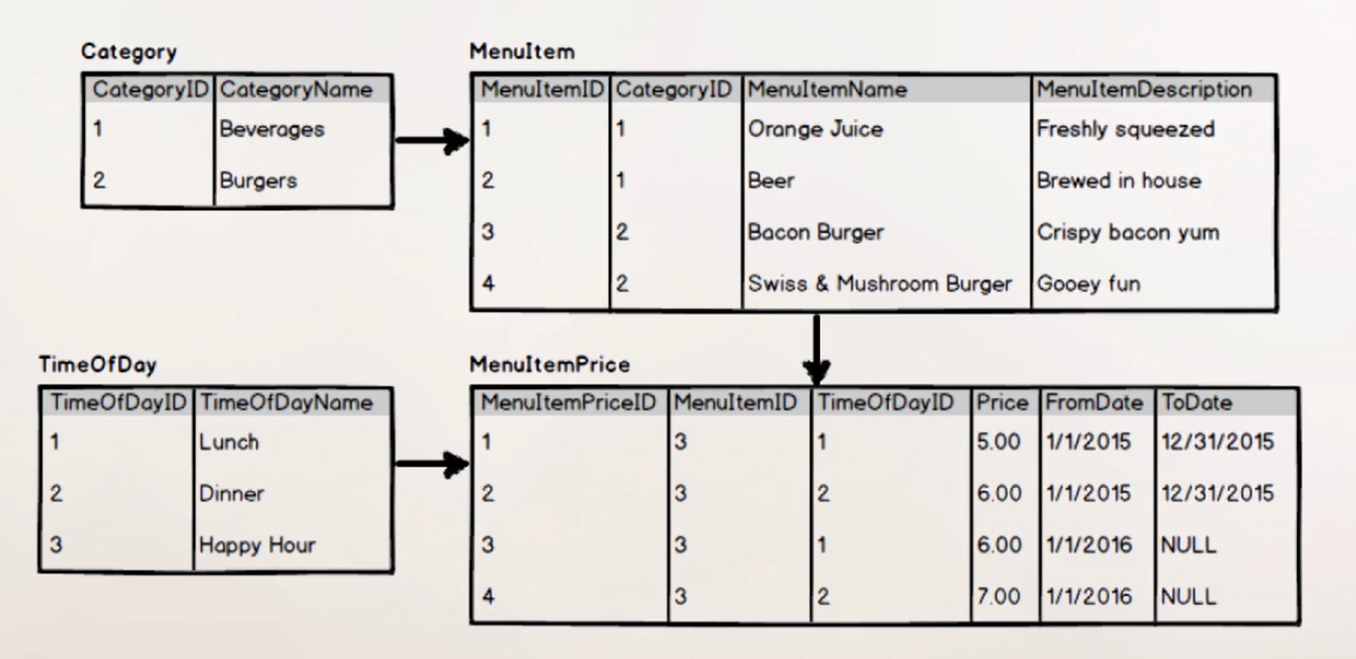 Category
CategoryID CategoryName
1 Beverages
2 Burgers
MenuItem
MenuItemID CategoryID MenuItemName MenuItemDescription
1 1 Orange Juice Freshly squeezed
2 1 Beer Brewed in house
3 2 Bacon Burger Crispy bacon yum
4 2 Swiss & Mushroom Burger Gooey fun
TimeOfDay
TimeOfDayID TimeOfDayName
1 Lunch
2 Dinner
3 Happy Hour
MenuItemPrice
MenuItemPriceID MenuItemID TimeOfDayID Price FromDate ToDate
1 3 1 5.00 1/1/2015 12/31/2015
2 3 2 6.00 1/1/2015 12/31/2015
3 3 1 6.00 1/1/2016 NULL
4 3 2 7.00 1/1/2016 NULL